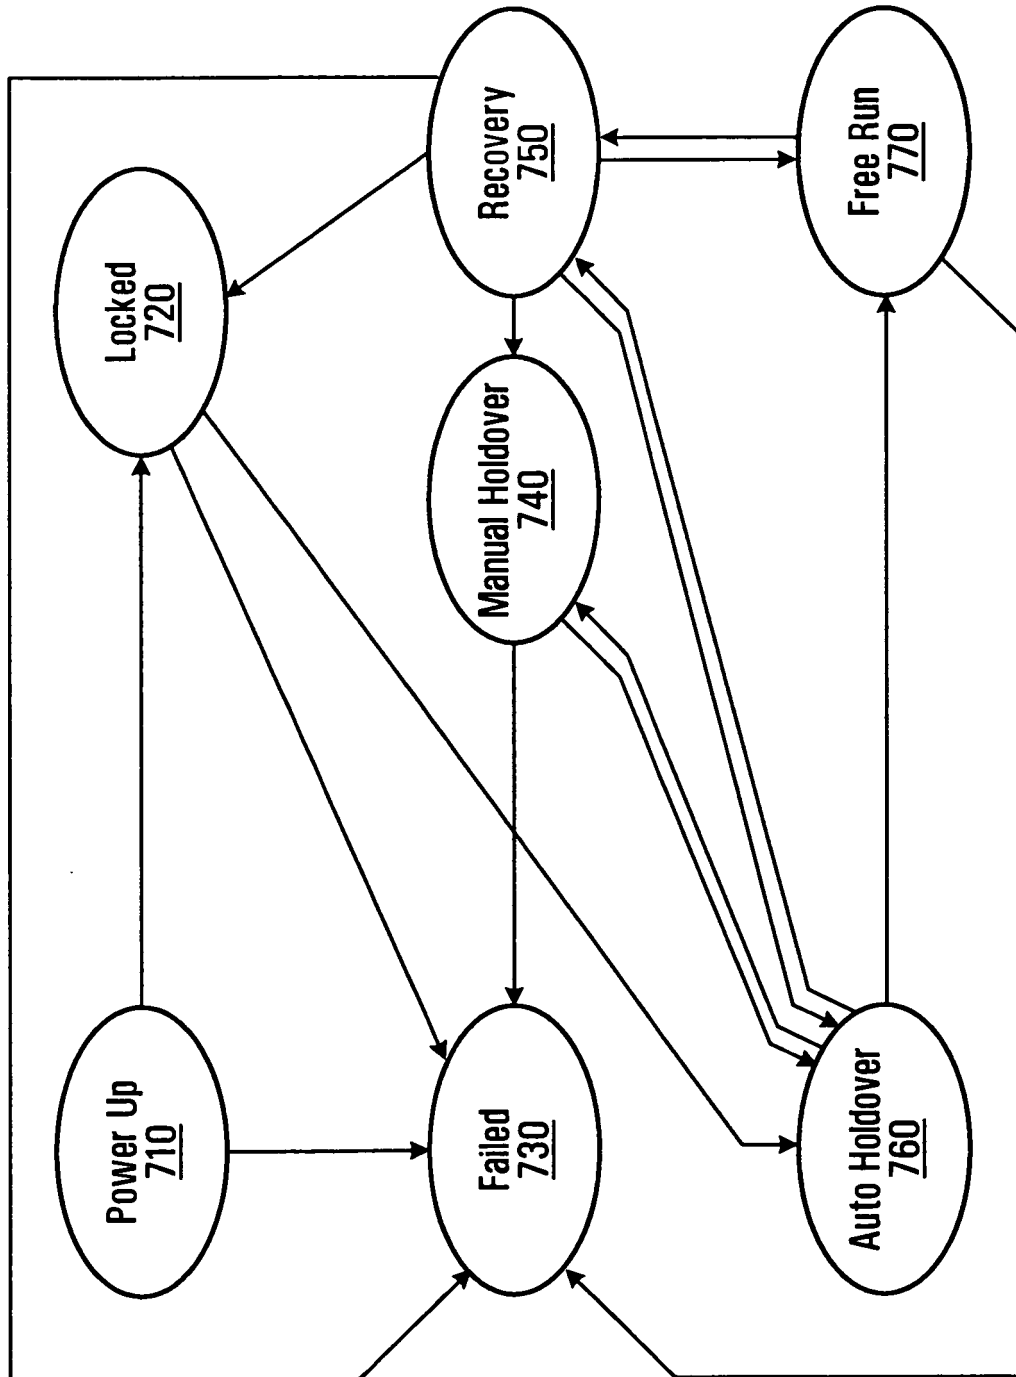 Power Up
710
Locked
720
Failed
730
Manual Holdover
740
Recovery
750
Auto Holdover
760
Free Run
770